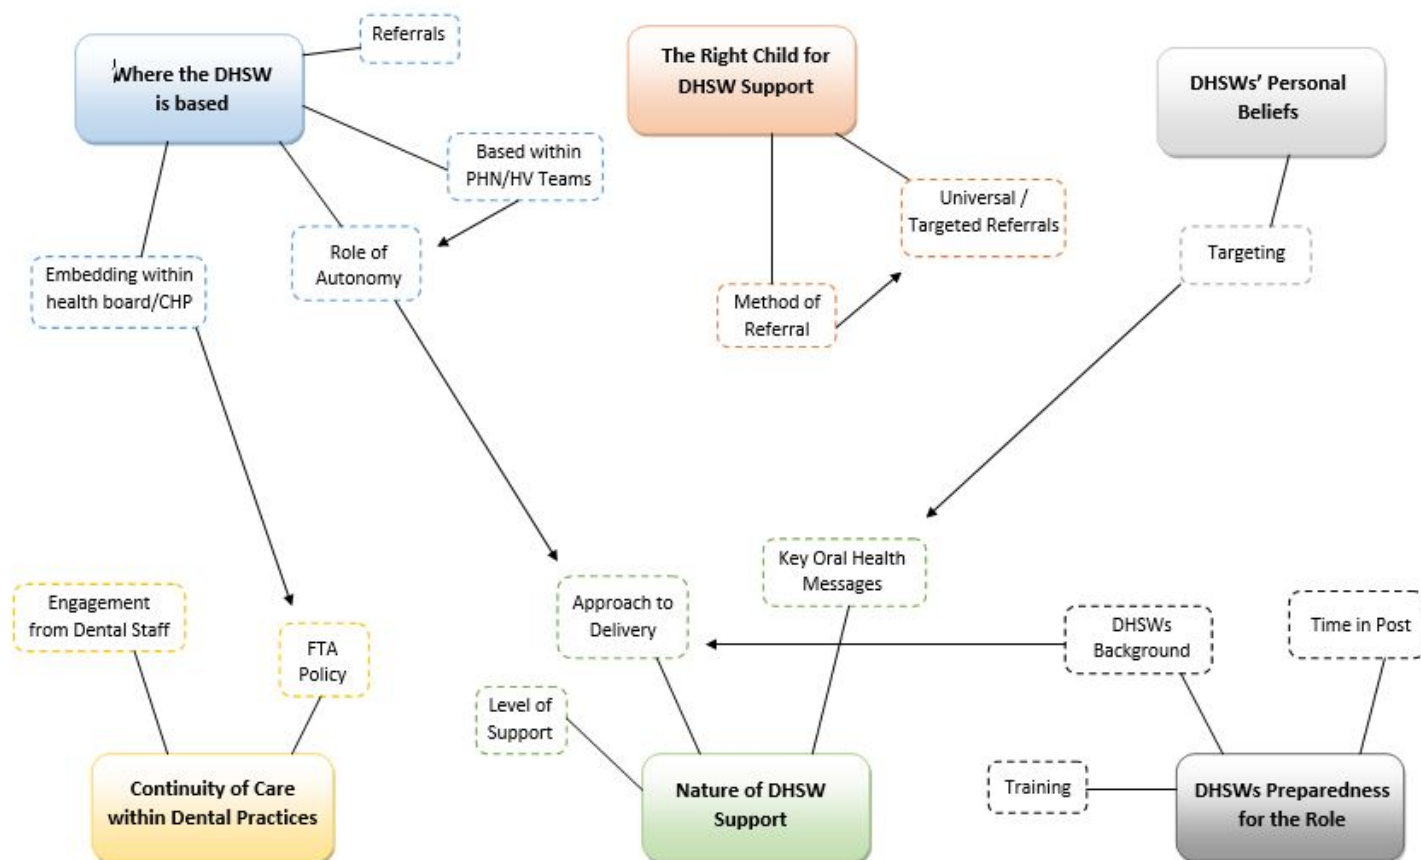 Referrals
Where the DHSW
is based
The Right Child for
DHSW Support
DHSWs' Personal
Beliefs
Based within
PHN/HV Teams
Universal /
Targeted Referrals
Role of
Autonomy
Targeting
Embedding within
health board/CHP
Method of
Referral
Key Oral Health
Messages
Engagement
from Dental Staff
Approach to
Delivery
FTA
Policy
DHSWs
Background
Time in Post
Level of
Support
Continuity of Care
within Dental Practices
Nature of DHSW
Support
Training
DHSWs Preparedness
for the Role